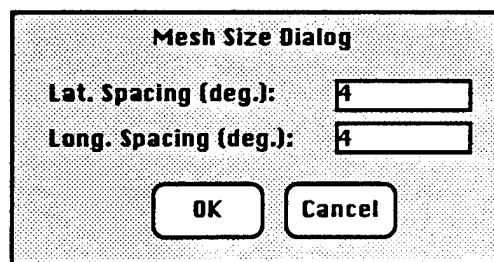 Mesh Size Dialog
Lat. Spacing (deg.): 4
Long. Spacing (deg.): 4
OK Cancel